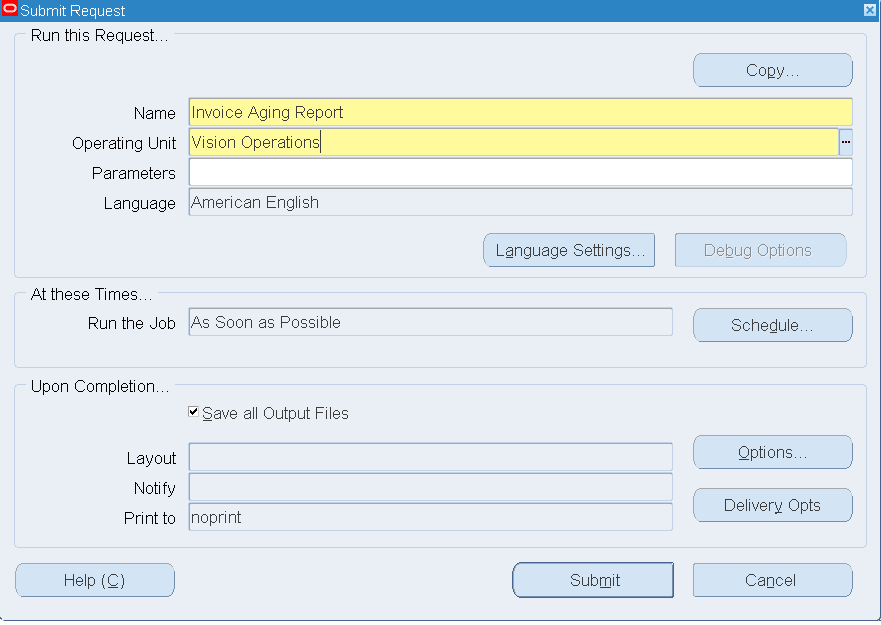 Submit Request
Run this Request...
Copy...
Name Invoice Aging Report
Operating Unit Vision Operations ...
Parameters
Language American English
Language Settings... Debug Options
At these Times...
Run the Job As Soon as Possible Schedule...
Upon Completion...
Save all Output Files
Layout Options...
Notify
Delivery Opts
Print to noprint
Help (C) Submit Cancel